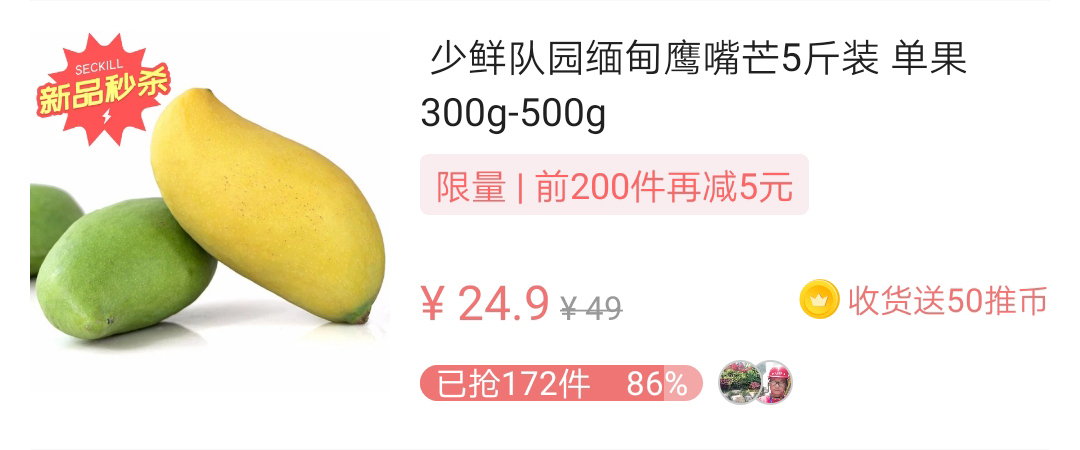 SECKILL
新品秒杀
少鲜队园缅甸鹰嘴芒5斤装 单果
300g-500g
限量 | 前200件再减5元
¥ 24.9 ¥ 49
收货送50推币
已抢172件 86%